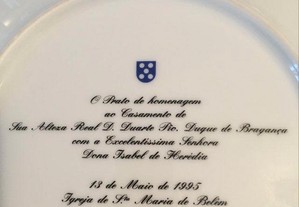 O Prato de homenagem
ao Casamento de
Sua Alteza Real D. Duarte Pio, Duque de Bragança
com a Excelentíssima Senhora
Dona Isabel de Herédia
13 de Maio de 1995
Igreja de Sta Maria de Belém